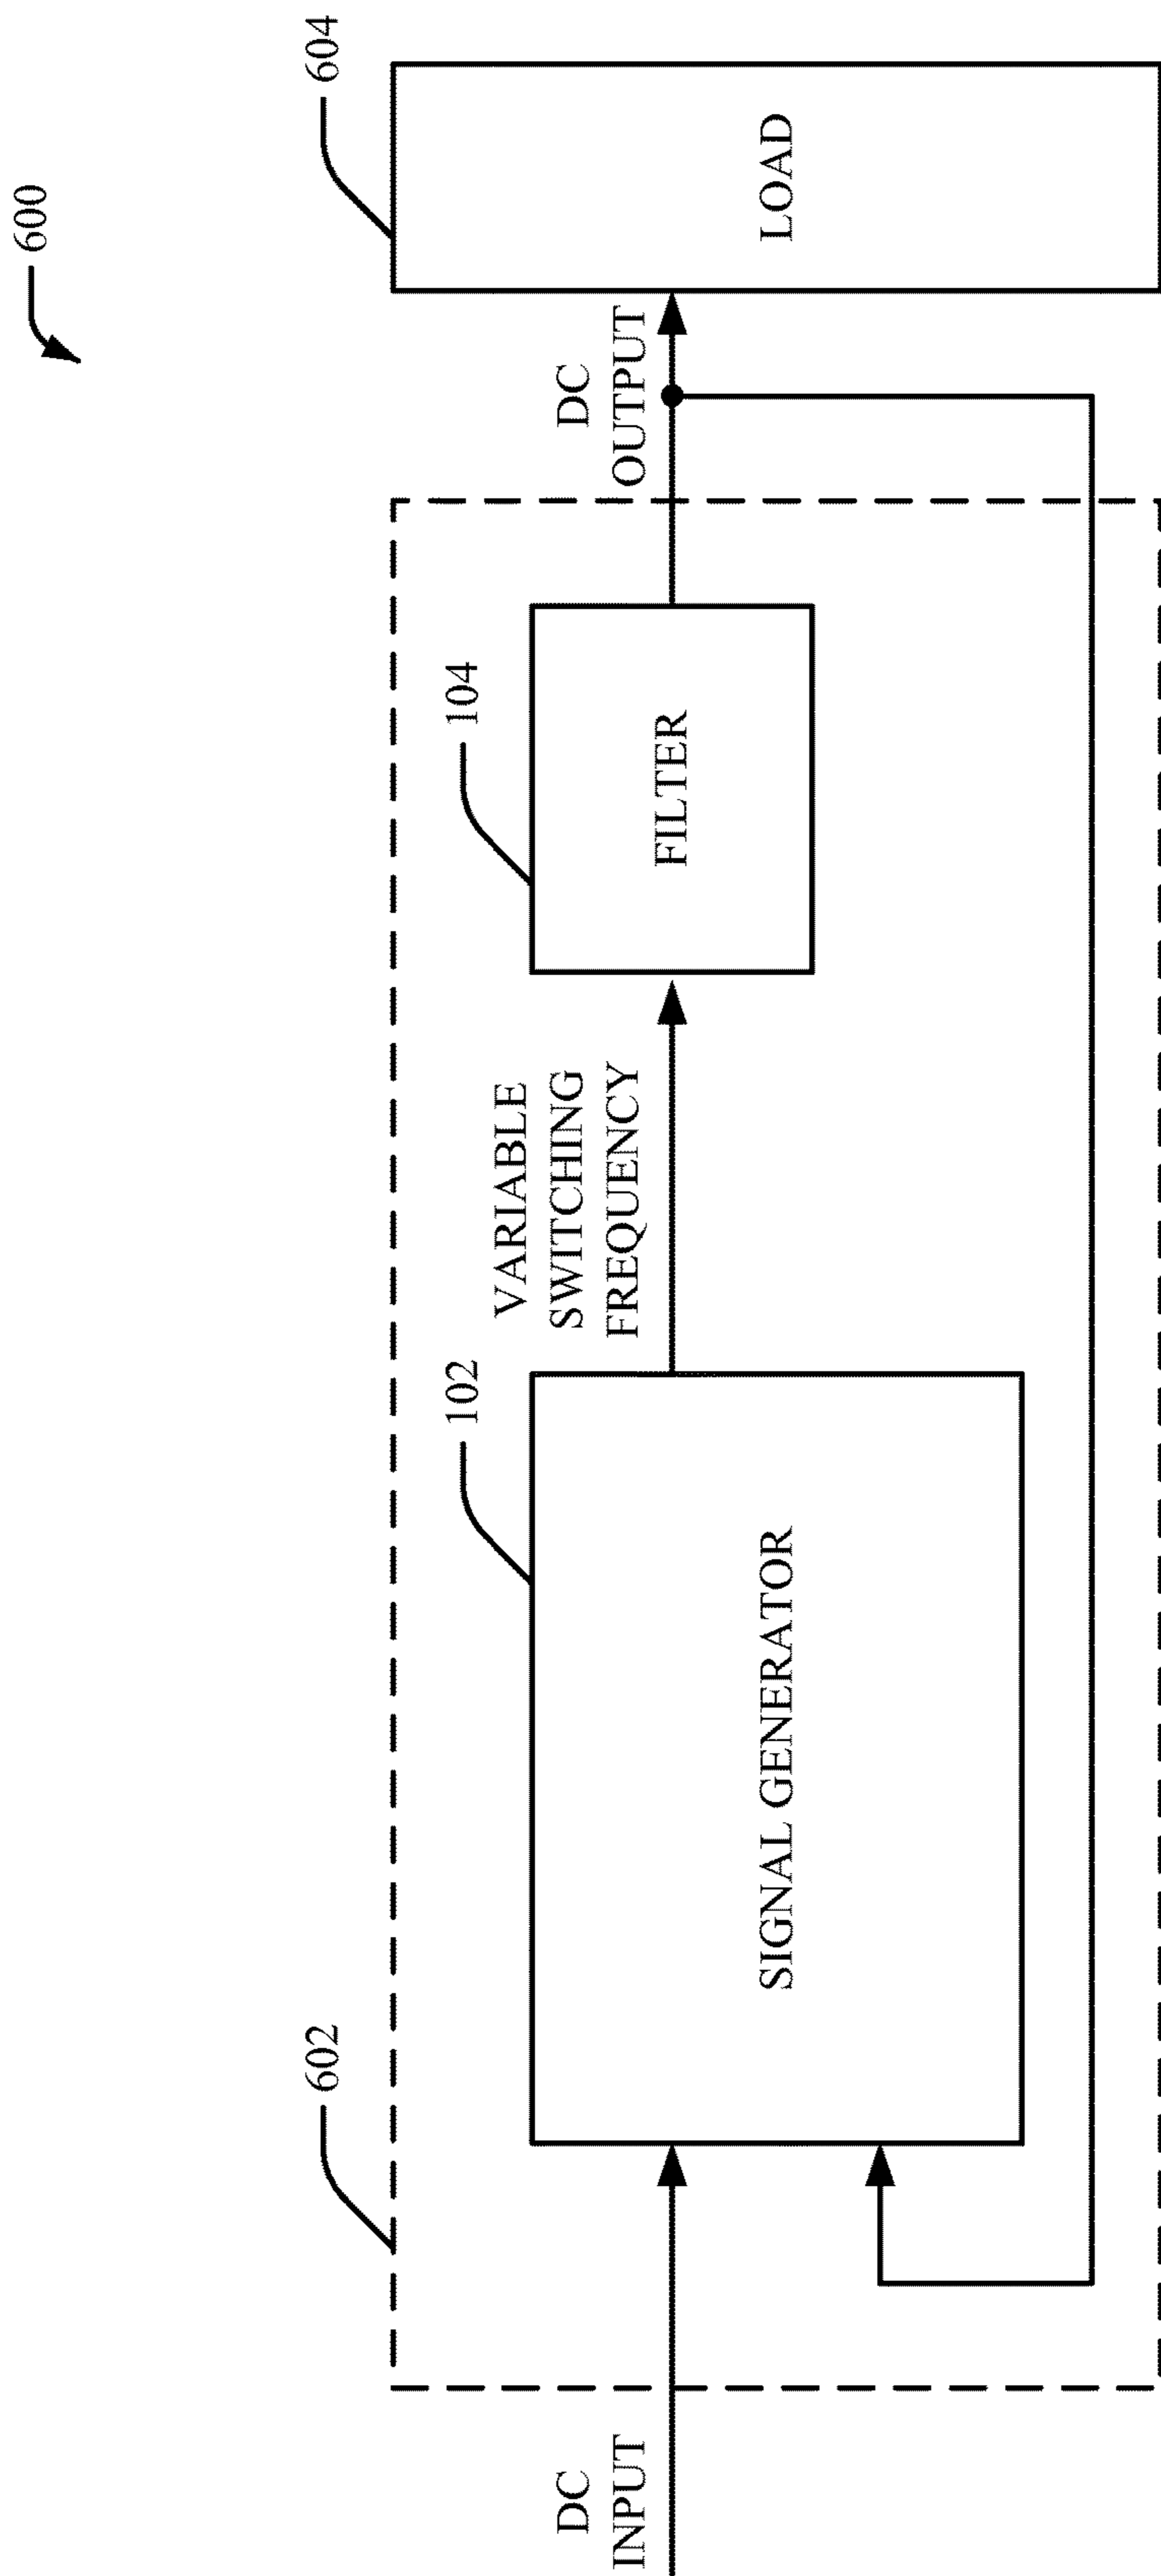 600
602
102
104
604
DC
INPUT
SIGNAL GENERATOR
VARIABLE
SWITCHING
FREQUENCY
FILTER
DC
OUTPUT
LOAD